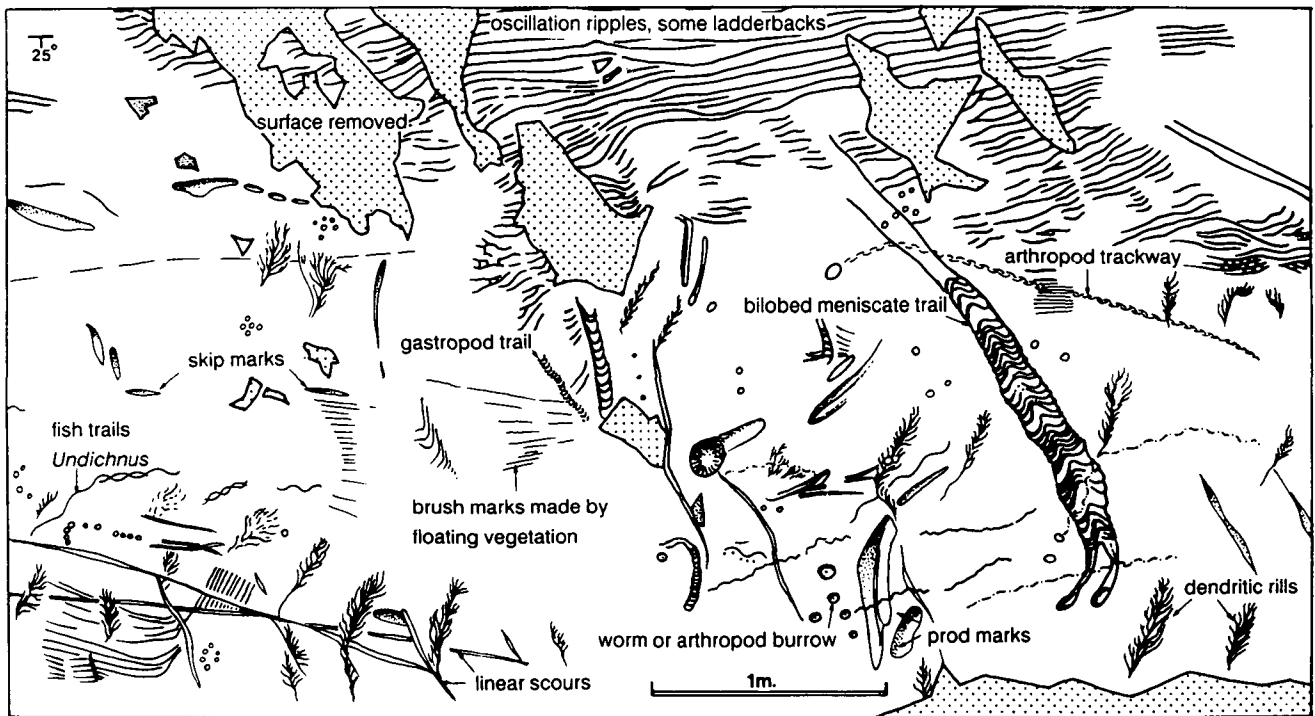 oscillation ripples, some ladderbacks
25°
surface removed
arthropod trackway
bilobed meniscate trail
gastropod trail
skip marks
fish trails
Undichnus
brush marks made by
floating vegetation
dendritic rills
worm or arthropod burrow
prod marks
linear scours
1m.